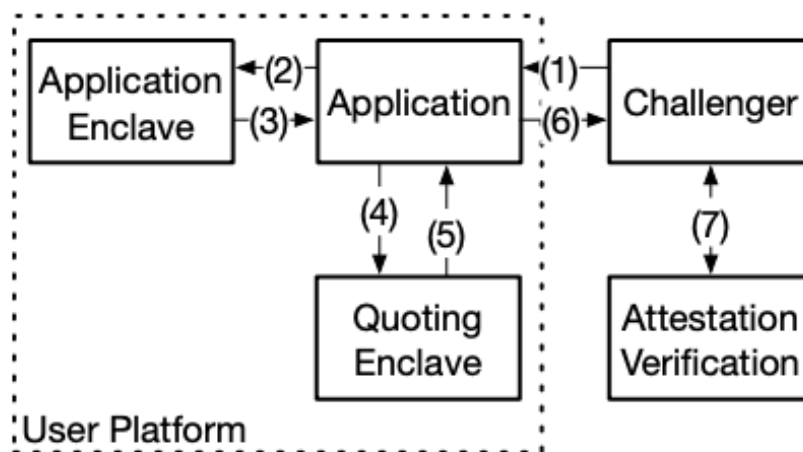 Application
Enclave
(2)
(3)
Application
(1)
(6)
Challenger
(4)
(5)
(7)
Quoting
Enclave
Attestation
Verification
User Platform